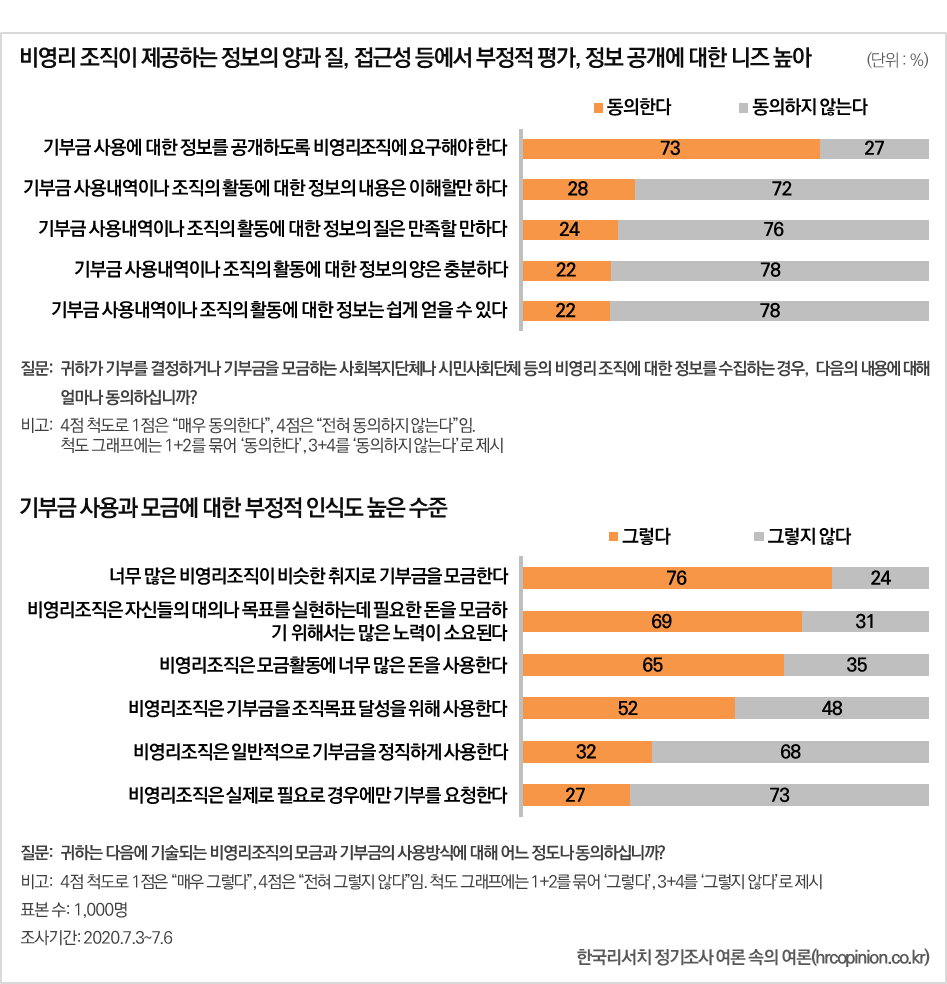 비영리 조직이 제공하는 정보의 양과 질, 접근성 등에서 부정적 평가, 정보 공개에 대한 니즈 높아 (단위 : %)
동의한다 동의하지 않는다
기부금 사용에 대한 정보를 공개하도록 비영리조직에 요구해야 한다 73 27
기부금 사용내역이나 조직의 활동에 대한 정보의 내용은 이해할만 하다 28 72
기부금 사용내역이나 조직의 활동에 대한 정보의 질은 만족할 만하다 24 76
기부금 사용내역이나 조직의 활동에 대한 정보의 양은 충분하다 22 78
기부금 사용내역이나 조직의 활동에 대한 정보는 쉽게 얻을 수 있다 22 78
질문: 귀하가 기부를 결정하거나 기부금을 모금하는 사회복지단체나 시민사회단체 등의 비영리 조직에 대한 정보를 수집하는 경우, 다음의 내용에 대해
얼마나 동의하십니까?
비고: 4점 척도로 1점은 “매우 동의한다”, 4점은 “전혀 동의하지 않는다”임.
척도 그래프에는 1+2를 묶어 ‘동의한다’, 3+4를 ‘동의하지 않는다’로 제시
기부금 사용과 모금에 대한 부정적 인식도 높은 수준
그렇다 그렇지 않다
너무 많은 비영리조직이 비슷한 취지로 기부금을 모금한다 76 24
비영리조직은 자신들의 대의나 목표를 실현하는데 필요한 돈을 모금하
기 위해서는 많은 노력이 소요된다 69 31
비영리조직은 모금활동에 너무 많은 돈을 사용한다 65 35
비영리조직은 기부금을 조직목표 달성을 위해 사용한다 52 48
비영리조직은 일반적으로 기부금을 정직하게 사용한다 32 68
비영리조직은 실제로 필요로 경우에만 기부를 요청한다 27 73
질문: 귀하는 다음에 기술되는 비영리조직의 모금과 기부금의 사용방식에 대해 어느 정도나 동의하십니까?
비고: 4점 척도로 1점은 “매우 그렇다”, 4점은 “전혀 그렇지 않다”임. 척도 그래프에는 1+2를 묶어 ‘그렇다’, 3+4를 ‘그렇지 않다’로 제시
표본 수: 1,000명
조사기간: 2020.7.3~7.6
한국리서치 정기조사 여론 속의 여론(hrcopinion.co.kr)